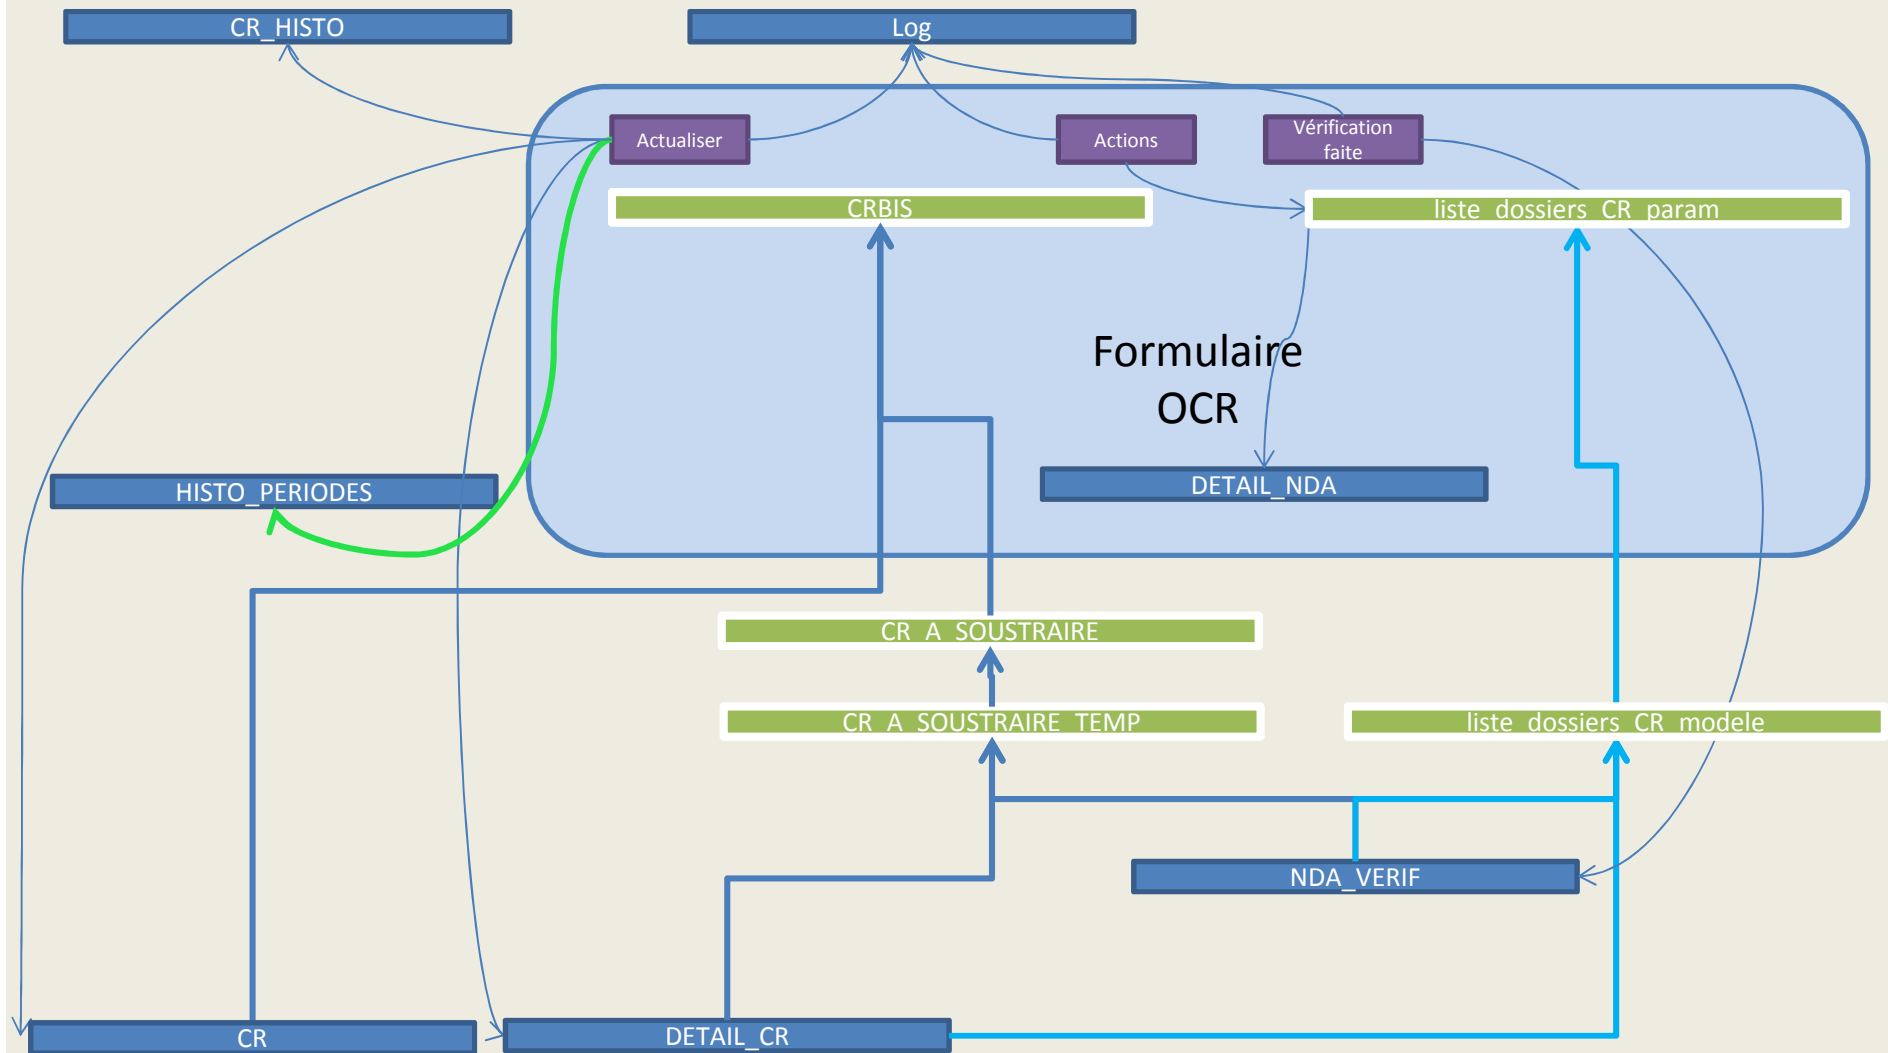 CR_HISTO
Log
Actualiser
Actions
Vérification
faite
CRBIS
liste_dossiers_CR_param
Formulaire
OCR
HISTO_PERIODES
DETAIL_NDA
CR_A_SOUSTRAIRE
CR_A_SOUSTRAIRE_TEMP
liste_dossiers_CR_modele
NDA_VERIF
CR
DETAIL_CR